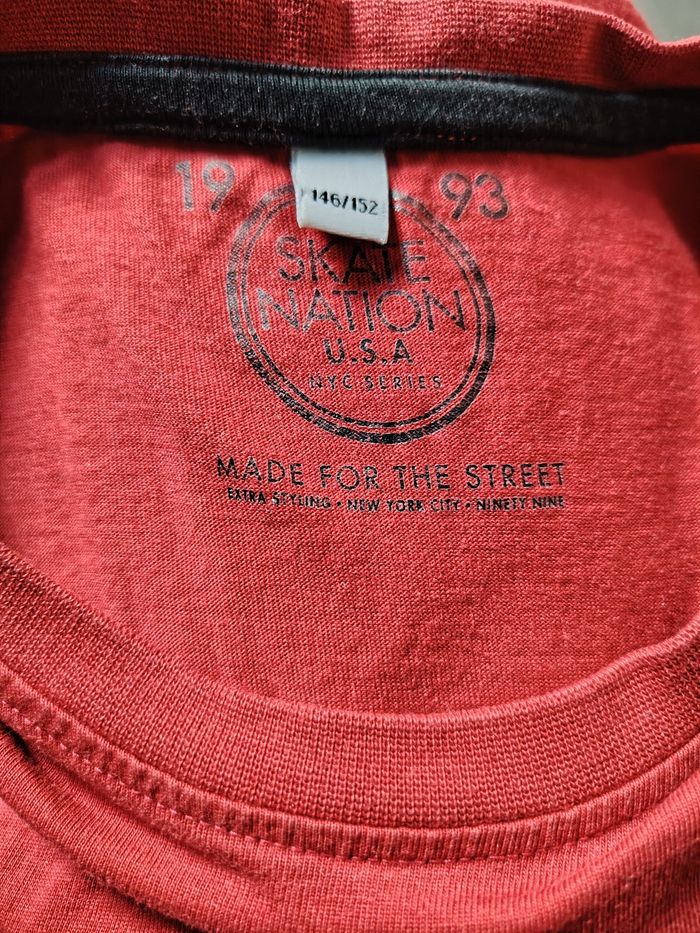 19 93
146/152
SKATE
NATION
U.S.A
NYC SERIES
MADE FOR THE STREET
EXTRA STYLING • NEW YORK CITY • NINETY NINE